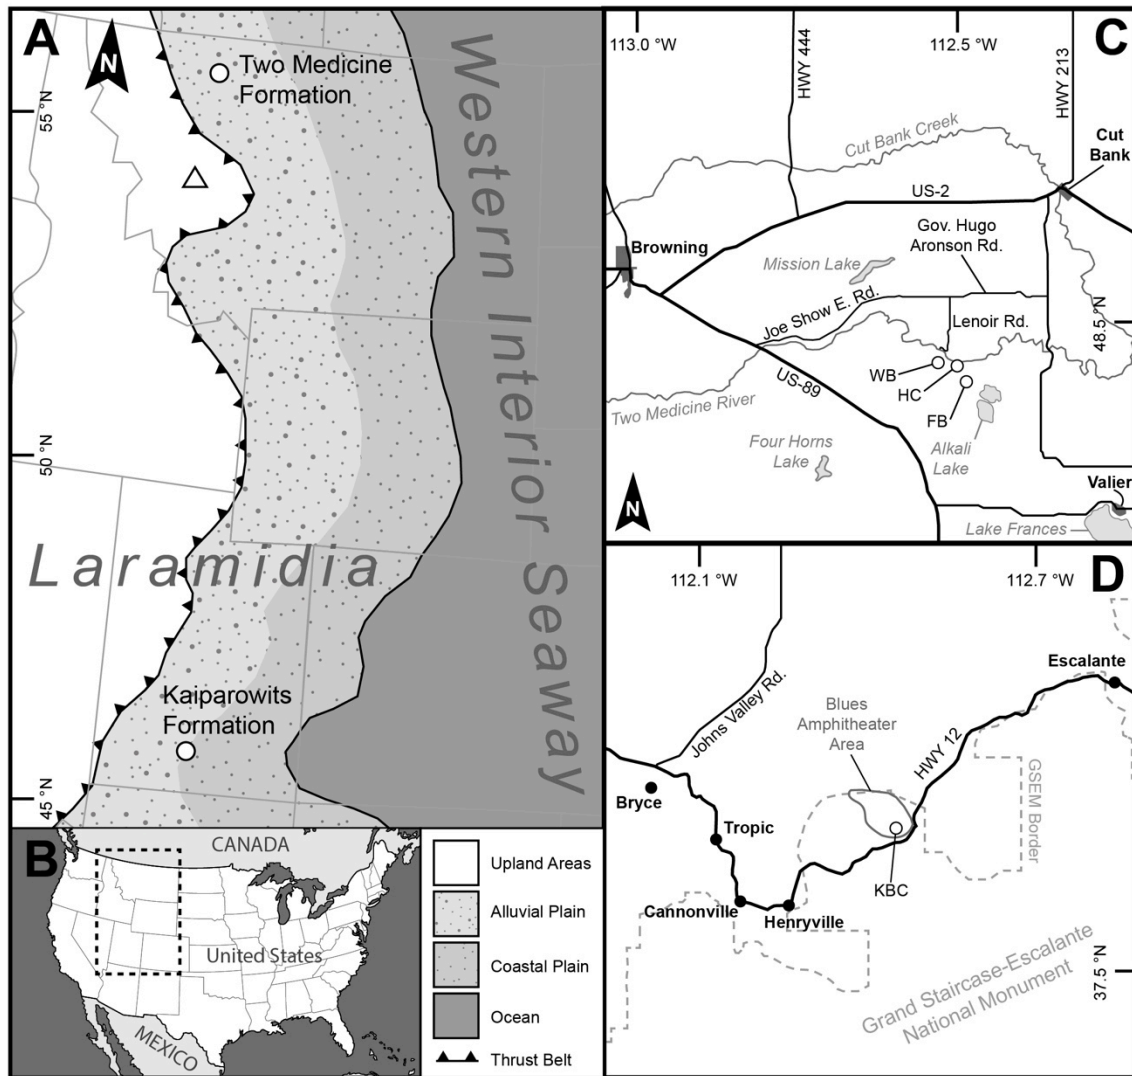 A
N
Two Medicine
Formation
Western Interior Seaway
55 °N
50 °N
45 °N
Laramidia
Kaiparowits
Formation
B
CANADA
United States
MEXICO
Upland Areas
Alluvial Plain
Coastal Plain
Ocean
Thrust Belt
C
113.0 °W
112.5 °W
HWY 444
HWY 213
Cut Bank Creek
Cut
Bank
US-2
Browning
Gov. Hugo
Aronson Rd.
Mission Lake
Joe Show E. Rd.
Lenoir Rd.
48.5 °N
WB
HC
FB
US-89
Two Medicine River
Four Horns
Lake
Alkali
Lake
Valier
Lake Frances
N
D
112.1 °W
112.7 °W
Johns Valley Rd.
Escalante
Blues
Amphitheater
Area
HWY 12
GSEM Border
Bryce
Tropic
KBC
Cannonville
Henryville
37.5 °N
Grand Staircase-Escalante
National Monument